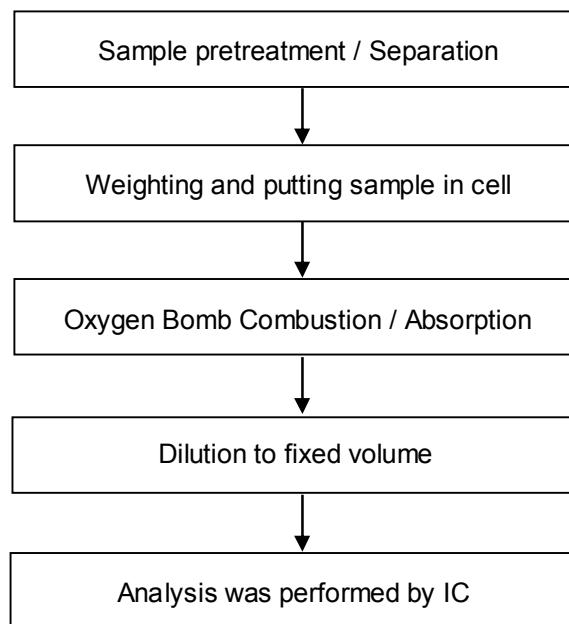 Sample pretreatment / Separation
Weighting and putting sample in cell
Oxygen Bomb Combustion / Absorption
Dilution to fixed volume
Analysis was performed by IC